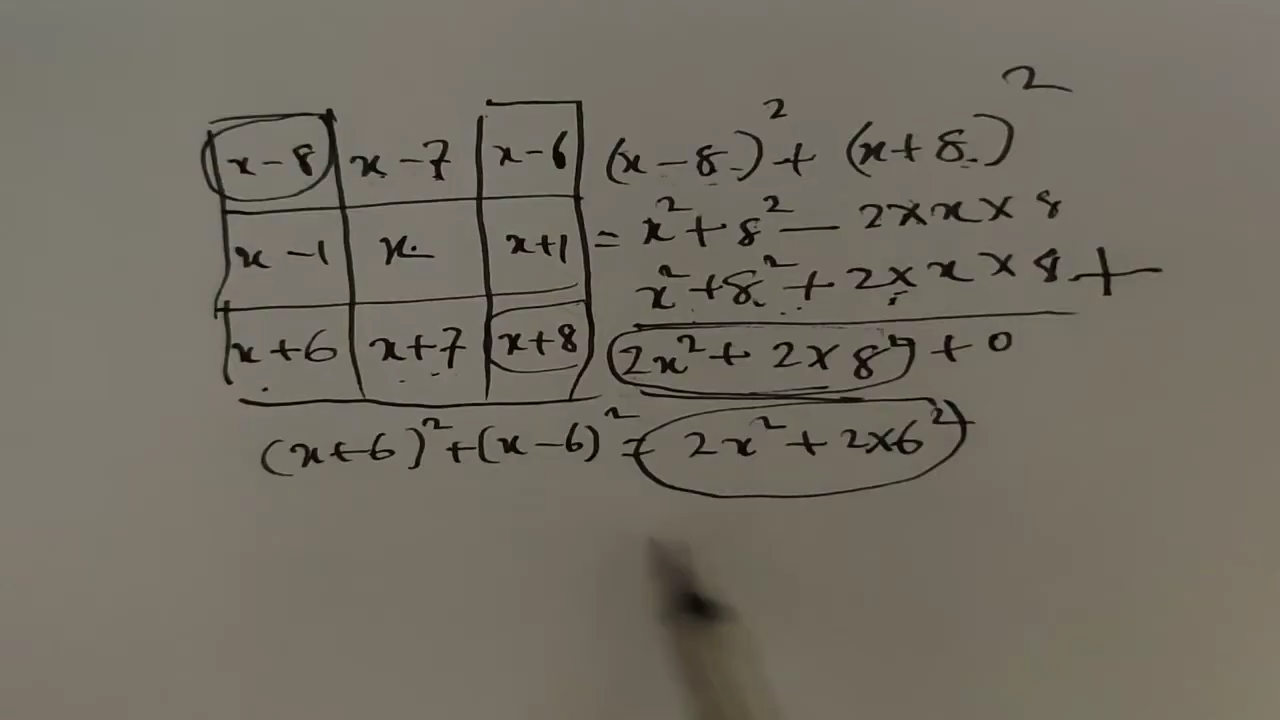 x-8 x-7 x-6 (x-8)²+ (x+8)²
x-1 x x+1 = x²+8²- 2×x×8
x²+8²+2×x×8+
x+6 x+7 x+8 2x²+2×8²+0
(x+6)²+(x-6)²= 2x²+2×6²